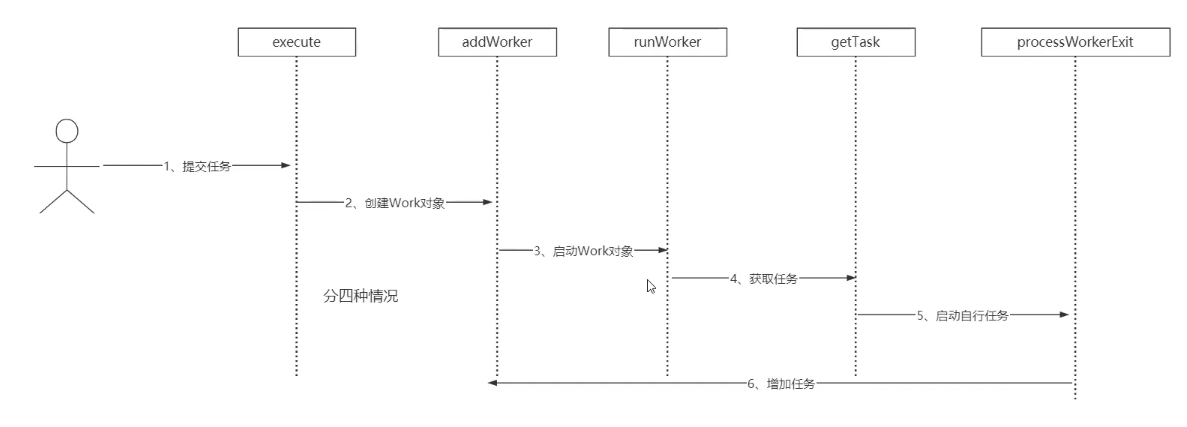 execute
addWorker
runWorker
getTask
processWorkerExit
1、提交任务
2、创建Work对象
3、启动Work对象
4、获取任务
分四种情况
5、启动自行任务
6、增加任务